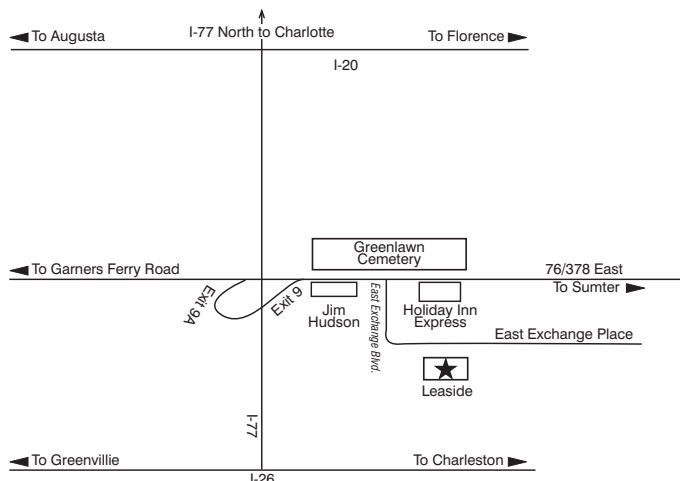 To Augusta
I-77 North to Charlotte
To Florence
I-20
Greenlawn
Cemetery
To Garners Ferry Road
76/378 East
To Sumter
Exit 9A
Exit 9
Jim
Hudson
East Exchange Blvd.
Holiday Inn
Express
East Exchange Place
Leaside
I-77
To Greenvillie
To Charleston
I-26